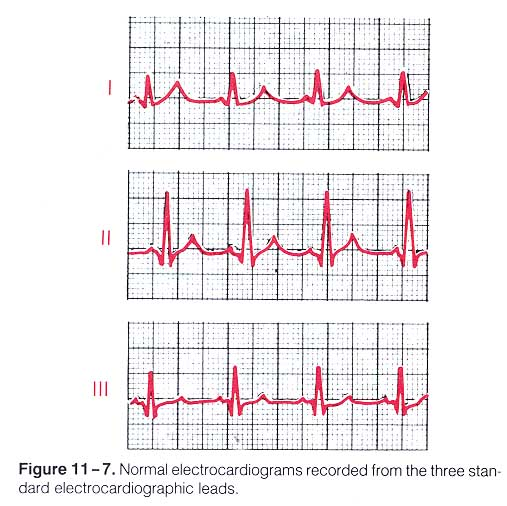 I
II
III
Figure 11–7. Normal electrocardiograms recorded from the three stan-
dard electrocardiographic leads.